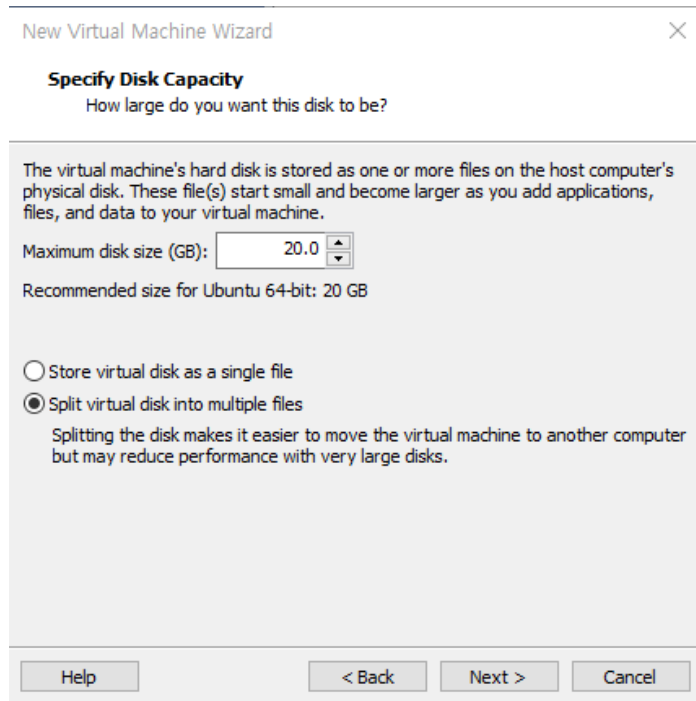 New Virtual Machine Wizard
Specify Disk Capacity
How large do you want this disk to be?
The virtual machine's hard disk is stored as one or more files on the host computer's
physical disk. These file(s) start small and become larger as you add applications,
files, and data to your virtual machine.
Maximum disk size (GB): 20.0
Recommended size for Ubuntu 64-bit: 20 GB
Store virtual disk as a single file
Split virtual disk into multiple files
Splitting the disk makes it easier to move the virtual machine to another computer
but may reduce performance with very large disks.
Help < Back Next > Cancel